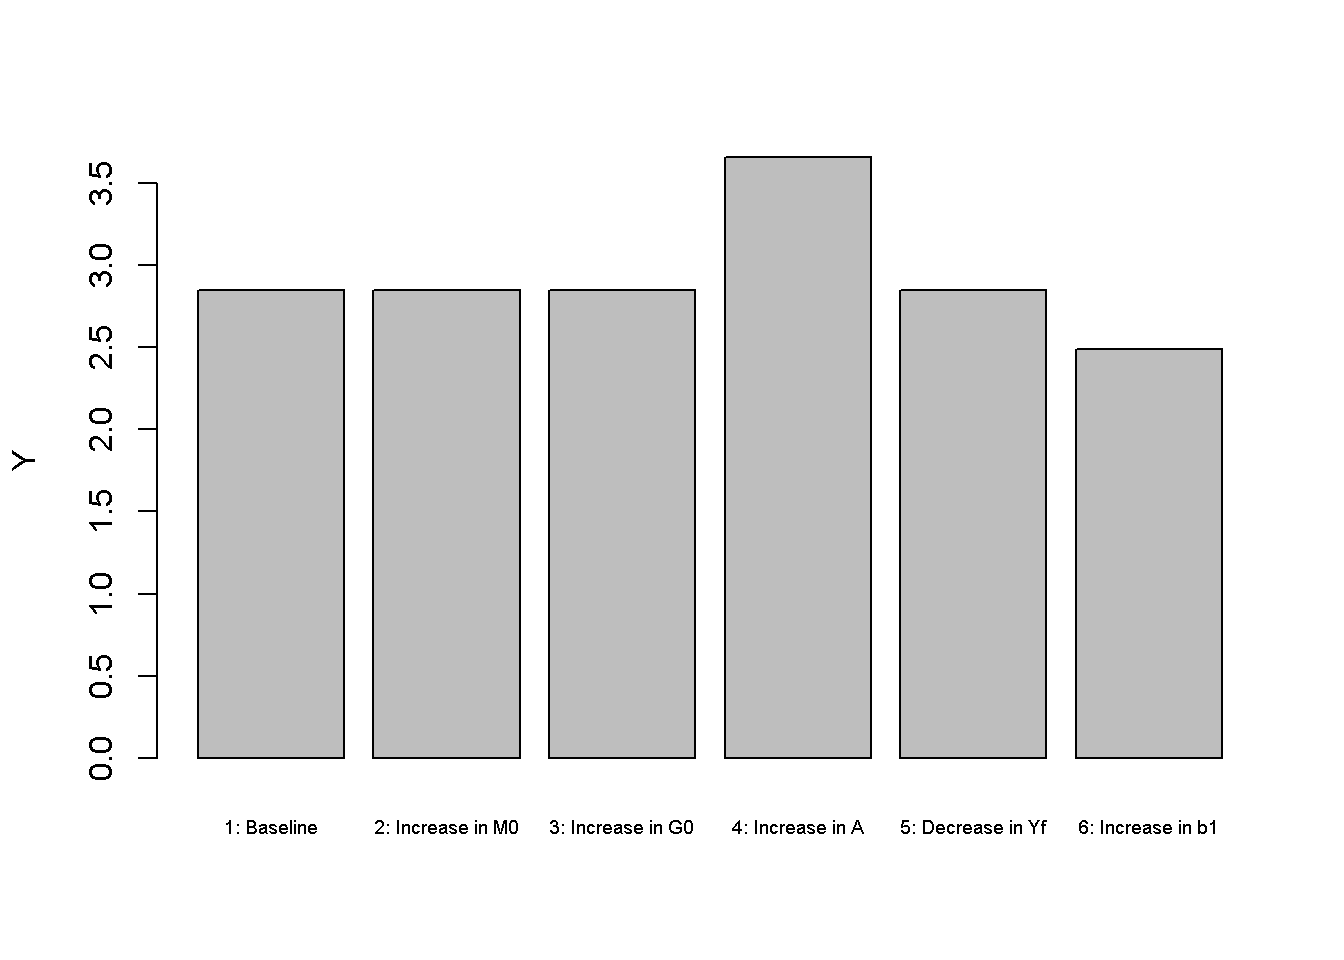 Y
3.5
3.0
2.5
2.0
1.5
1.0
0.5
0.0
1: Baseline
2: Increase in M0
3: Increase in G0
4: Increase in A
5: Decrease in Yf
6: Increase in b1